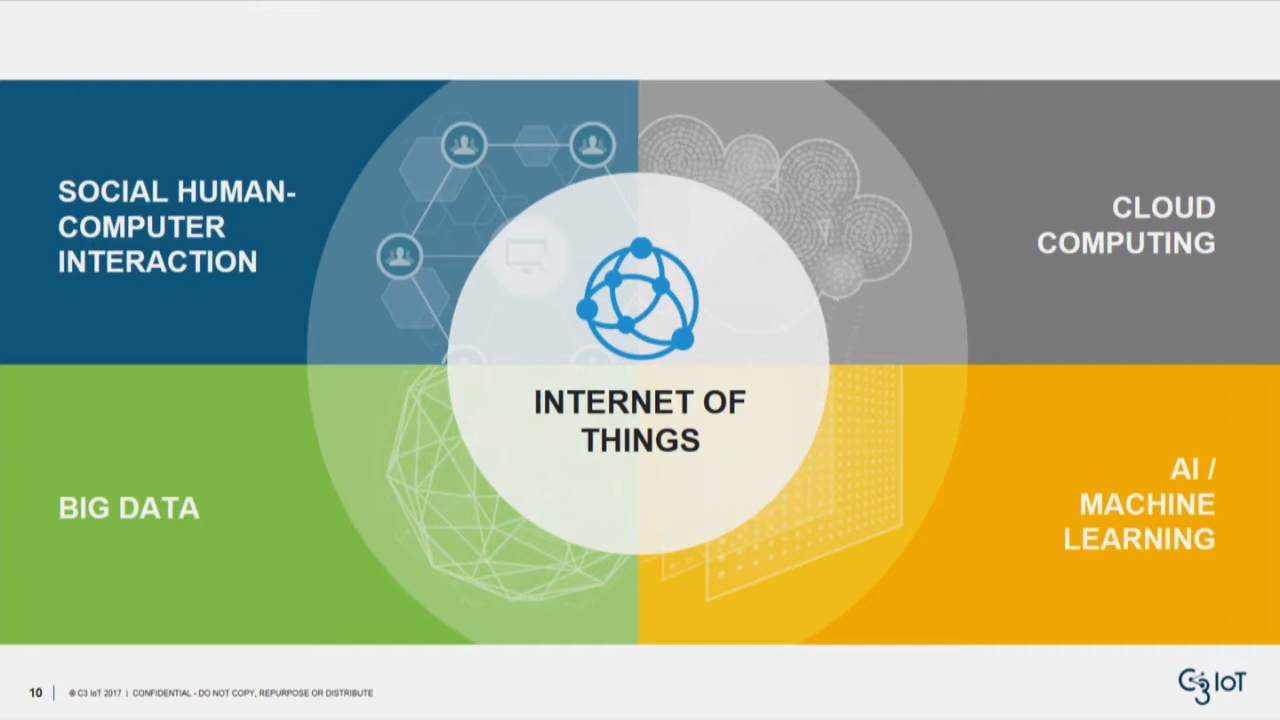 SOCIAL HUMAN-
COMPUTER
INTERACTION
CLOUD
COMPUTING
INTERNET OF
THINGS
BIG DATA
AI /
MACHINE
LEARNING
10 | © C3 IoT 2017 | CONFIDENTIAL - DO NOT COPY, REPURPOSE OR DISTRIBUTE
C3 IoT